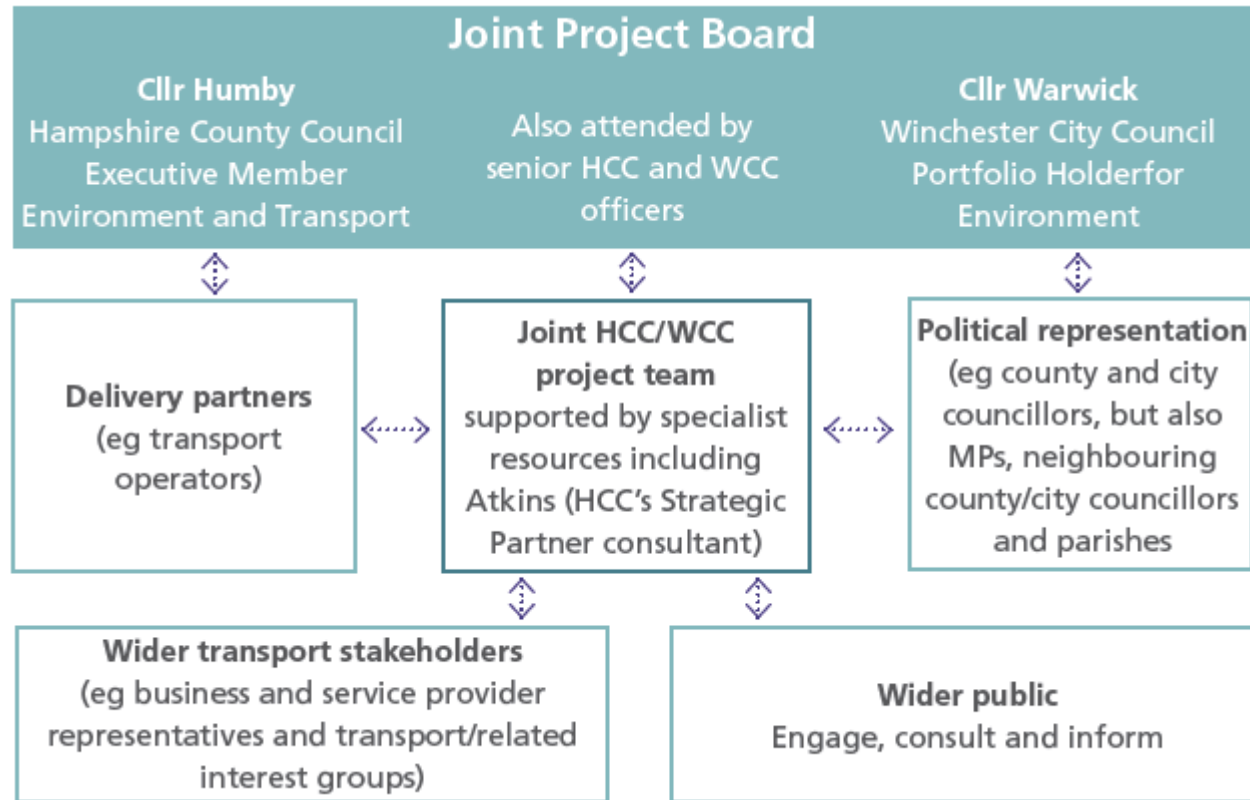 Joint Project Board
Cllr Humby
Hampshire County Council
Executive Member
Environment and Transport
Also attended by
senior HCC and WCC
officers
Cllr Warwick
Winchester City Council
Portfolio Holderfor
Environment
Delivery partners
(eg transport
operators)
Joint HCC/WCC
project team
supported by specialist
resources including
Atkins (HCC’s Strategic
Partner consultant)
Political representation
(eg county and city
councillors, but also
MPs, neighbouring
county/city councillors
and parishes
Wider transport stakeholders
(eg business and service provider
representatives and transport/related
interest groups)
Wider public
Engage, consult and inform